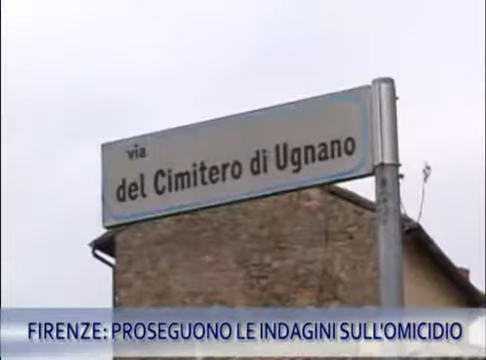 via
del Cimitero di Ugnano
FIRENZE: PROSEGUONO LE INDAGINI SULL'OMICIDIO